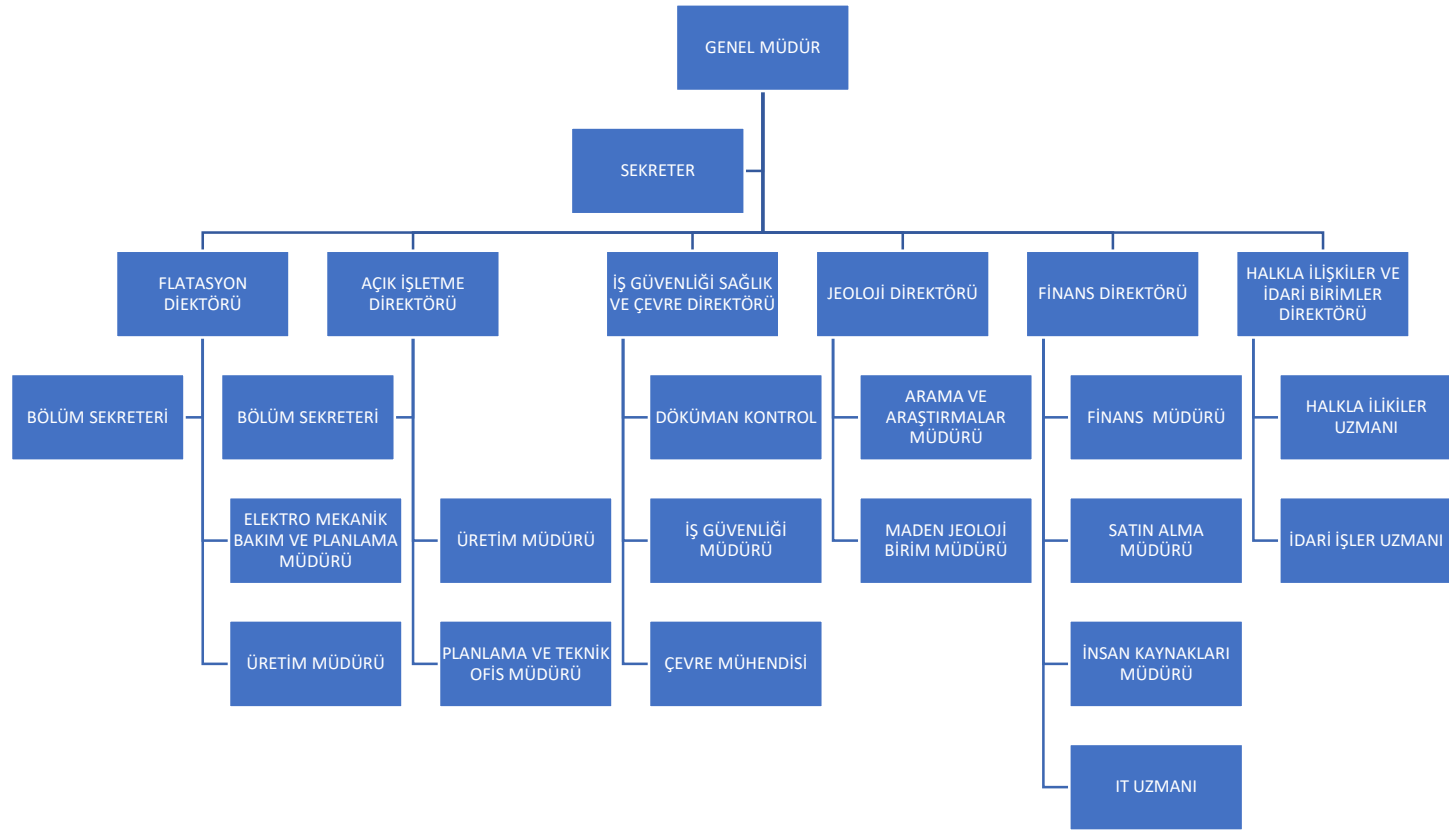 GENEL MÜDÜR
SEKRETER
FLATASYON
DİEKTÖRÜ
AÇIK İŞLETME
DİREKTÖRÜ
İŞ GÜVENLİĞİ SAĞLIK
VE ÇEVRE DİREKTÖRÜ
JEOLOJİ DİREKTÖRÜ
FİNANS DİREKTÖRÜ
HALKLA İLİŞKİLER VE
İDARİ BİRİMLER
DİREKTÖRÜ
BÖLÜM SEKRETERİ
BÖLÜM SEKRETERİ
DÖKÜMAN KONTROL
ARAMA VE
ARAŞTIRMALAR
MÜDÜRÜ
FİNANS  MÜDÜRÜ
HALKLA İLİKİLER
UZMANI
ELEKTRO MEKANİK
BAKIM VE PLANLAMA
MÜDÜRÜ
ÜRETİM MÜDÜRÜ
İŞ GÜVENLİĞİ
MÜDÜRÜ
MADEN JEOLOJİ
BİRİM MÜDÜRÜ
SATIN ALMA
MÜDÜRÜ
İDARİ İŞLER UZMANI
ÜRETİM MÜDÜRÜ
PLANLAMA VE TEKNİK
OFİS MÜDÜRÜ
ÇEVRE MÜHENDİSİ
İNSAN KAYNAKLARI
MÜDÜRÜ
IT UZMANI